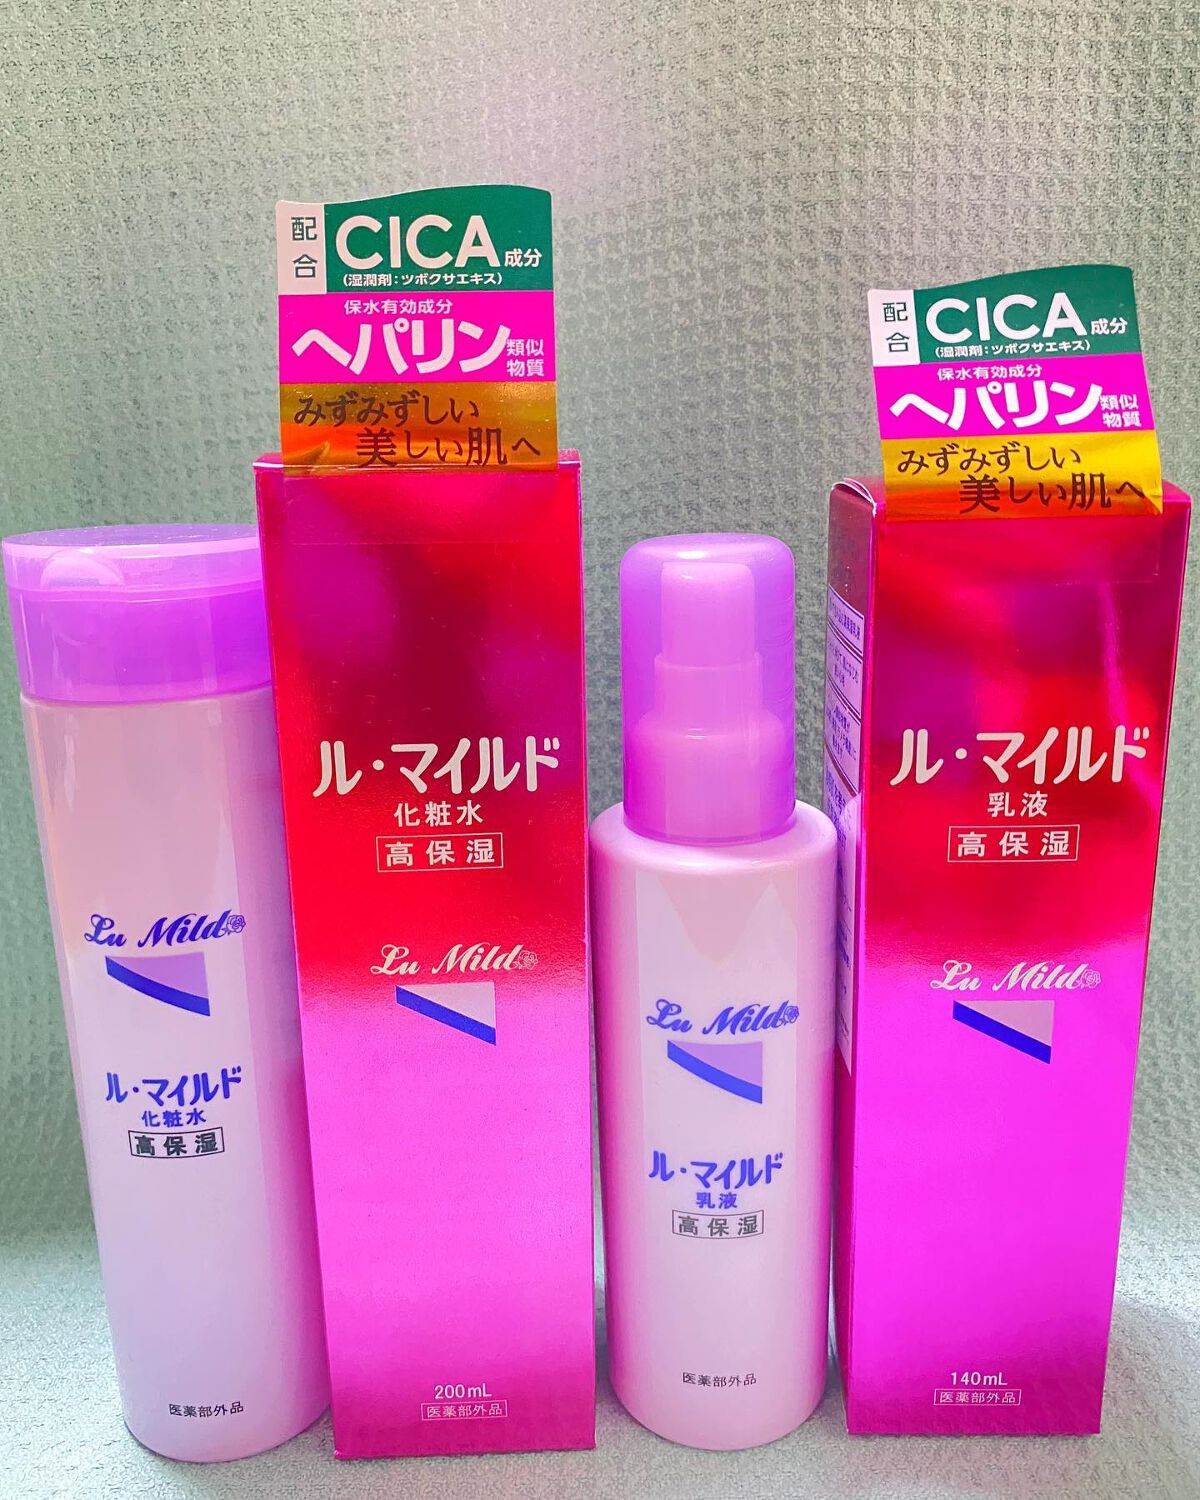 配合
CICA成分
(湿潤剤:ツボクサエキス)
保水有効成分
ヘパリン類似物質
みずみずしい
美しい肌へ
配合
CICA成分
(湿潤剤:ツボクサエキス)
保水有効成分
ヘパリン類似物質
みずみずしい
美しい肌へ
Lu Mild
ル・マイルド
化粧水
高保湿
医薬部外品
ル・マイルド
化粧水
高保湿
Lu Mild
200mL
医薬部外品
Lu Mild
ル・マイルド
乳液
高保湿
医薬部外品
ル・マイルド
乳液
高保湿
Lu Mild
140mL
医薬部外品